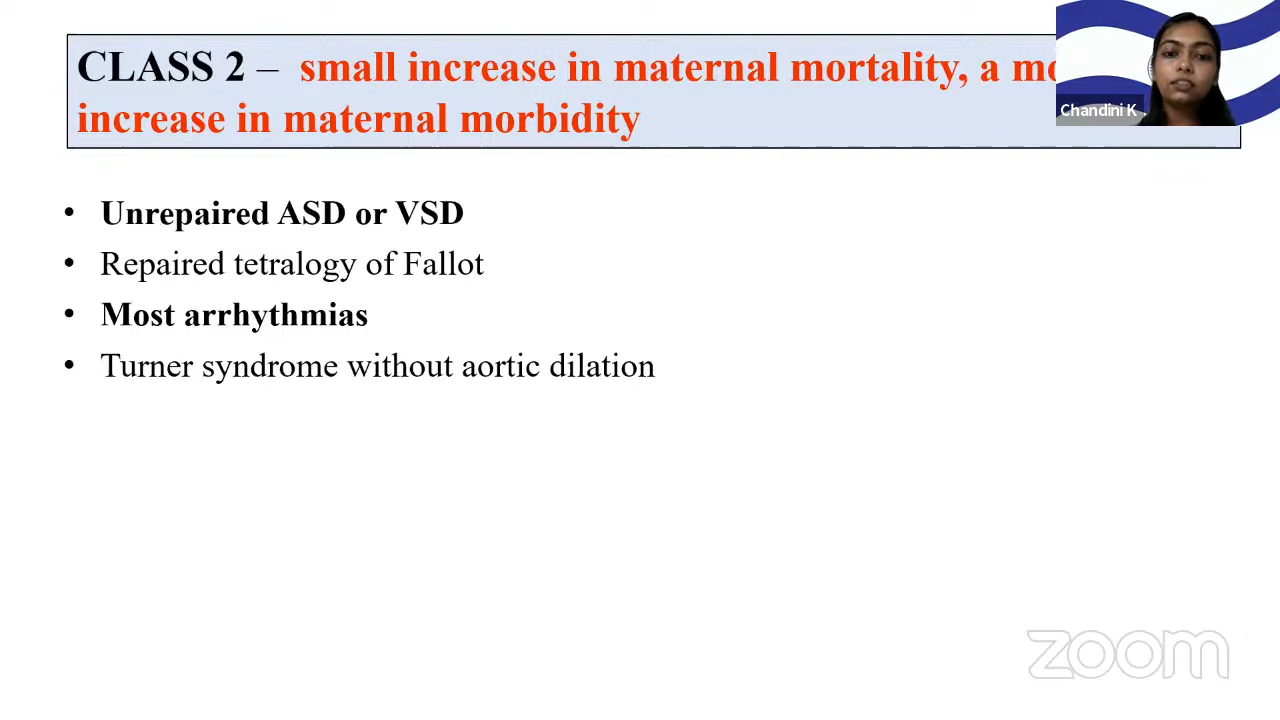 CLASS 2 – small increase in maternal mortality, a
increase in maternal morbidity
Chandini K
• Unrepaired ASD or VSD
• Repaired tetralogy of Fallot
• Most arrhythmias
• Turner syndrome without aortic dilation
zoom